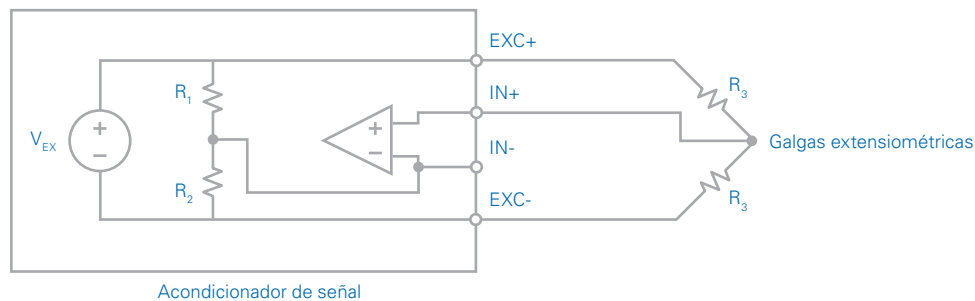 EXC+
R3
R1
IN+
+
VEX
+
−
Galgas extensiométricas
−
IN-
R2
EXC-
R3
Acondicionador de señal